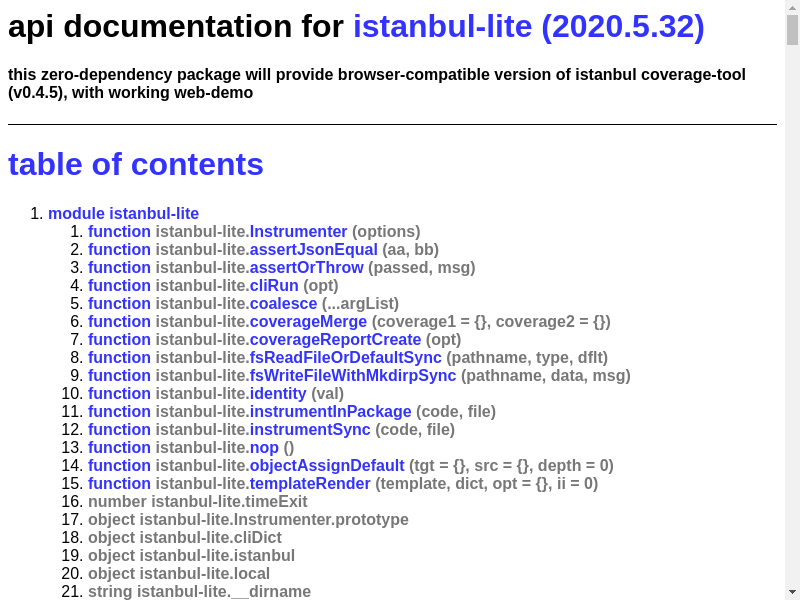 api documentation for istanbul-lite (2020.5.32)
this zero-dependency package will provide browser-compatible version of istanbul coverage-tool
(v0.4.5), with working web-demo
table of contents
1. module istanbul-lite
1. function istanbul-lite.Instrumenter (options)
2. function istanbul-lite.assertJsonEqual (aa, bb)
3. function istanbul-lite.assertOrThrow (passed, msg)
4. function istanbul-lite.cliRun (opt)
5. function istanbul-lite.coalesce (...argList)
6. function istanbul-lite.coverageMerge (coverage1 = {}, coverage2 = {})
7. function istanbul-lite.coverageReportCreate (opt)
8. function istanbul-lite.fsReadFileOrDefaultSync (pathname, type, dflt)
9. function istanbul-lite.fsWriteFileWithMkdirpSync (pathname, data, msg)
10. function istanbul-lite.identity (val)
11. function istanbul-lite.instrumentInPackage (code, file)
12. function istanbul-lite.instrumentSync (code, file)
13. function istanbul-lite.nop ()
14. function istanbul-lite.objectAssignDefault (tgt = {}, src = {}, depth = 0)
15. function istanbul-lite.templateRender (template, dict, opt = {}, ii = 0)
16. number istanbul-lite.timeExit
17. object istanbul-lite.Instrumenter.prototype
18. object istanbul-lite.cliDict
19. object istanbul-lite.istanbul
20. object istanbul-lite.local
21. string istanbul-lite.__dirname